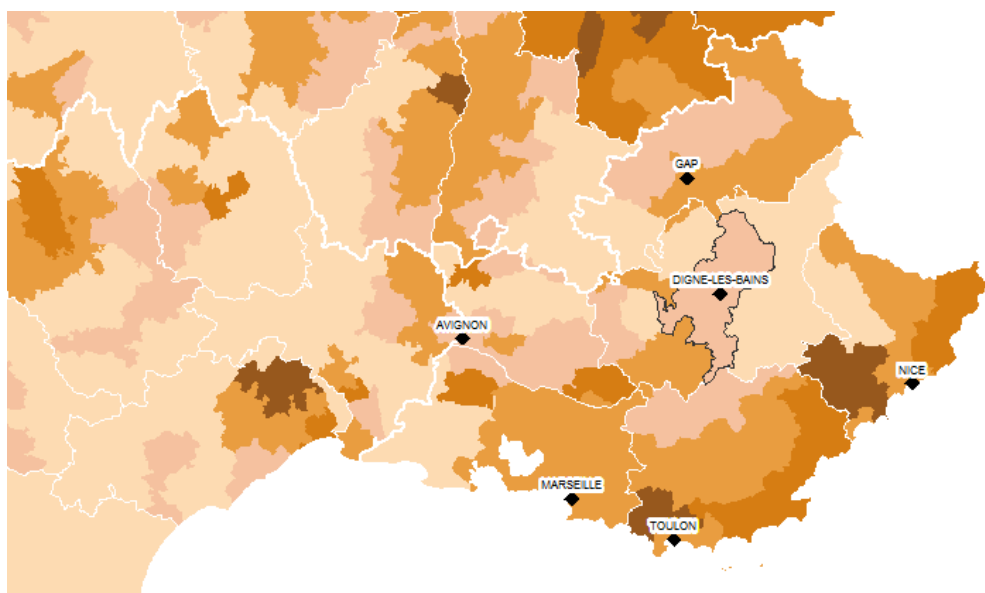 GAP
DIGNE-LES-BAINS
AVIGNON
NICE
MARSEILLE
TOULON